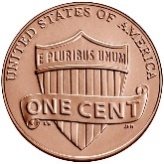 UNITED STATES OF AMERICA
E PLURIBUS UNUM
ONE CENT